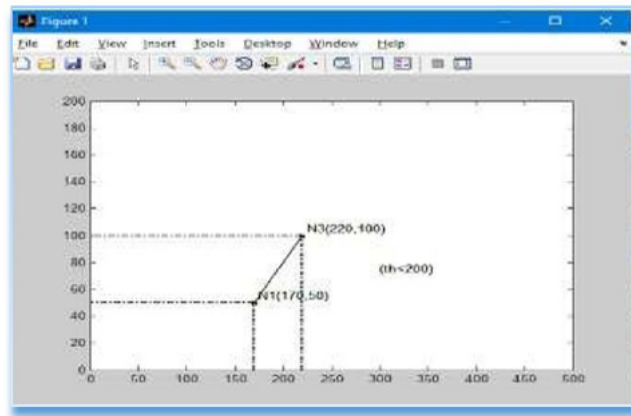 Figure 1
File Edit View Insert Tools Desktop Window Help
200
180
160
140
120
100
80
60
40
20
0
N3(220,100)
(th<200)
N1(170,50)
0 50 100 150 200 250 300 350 400 450 500